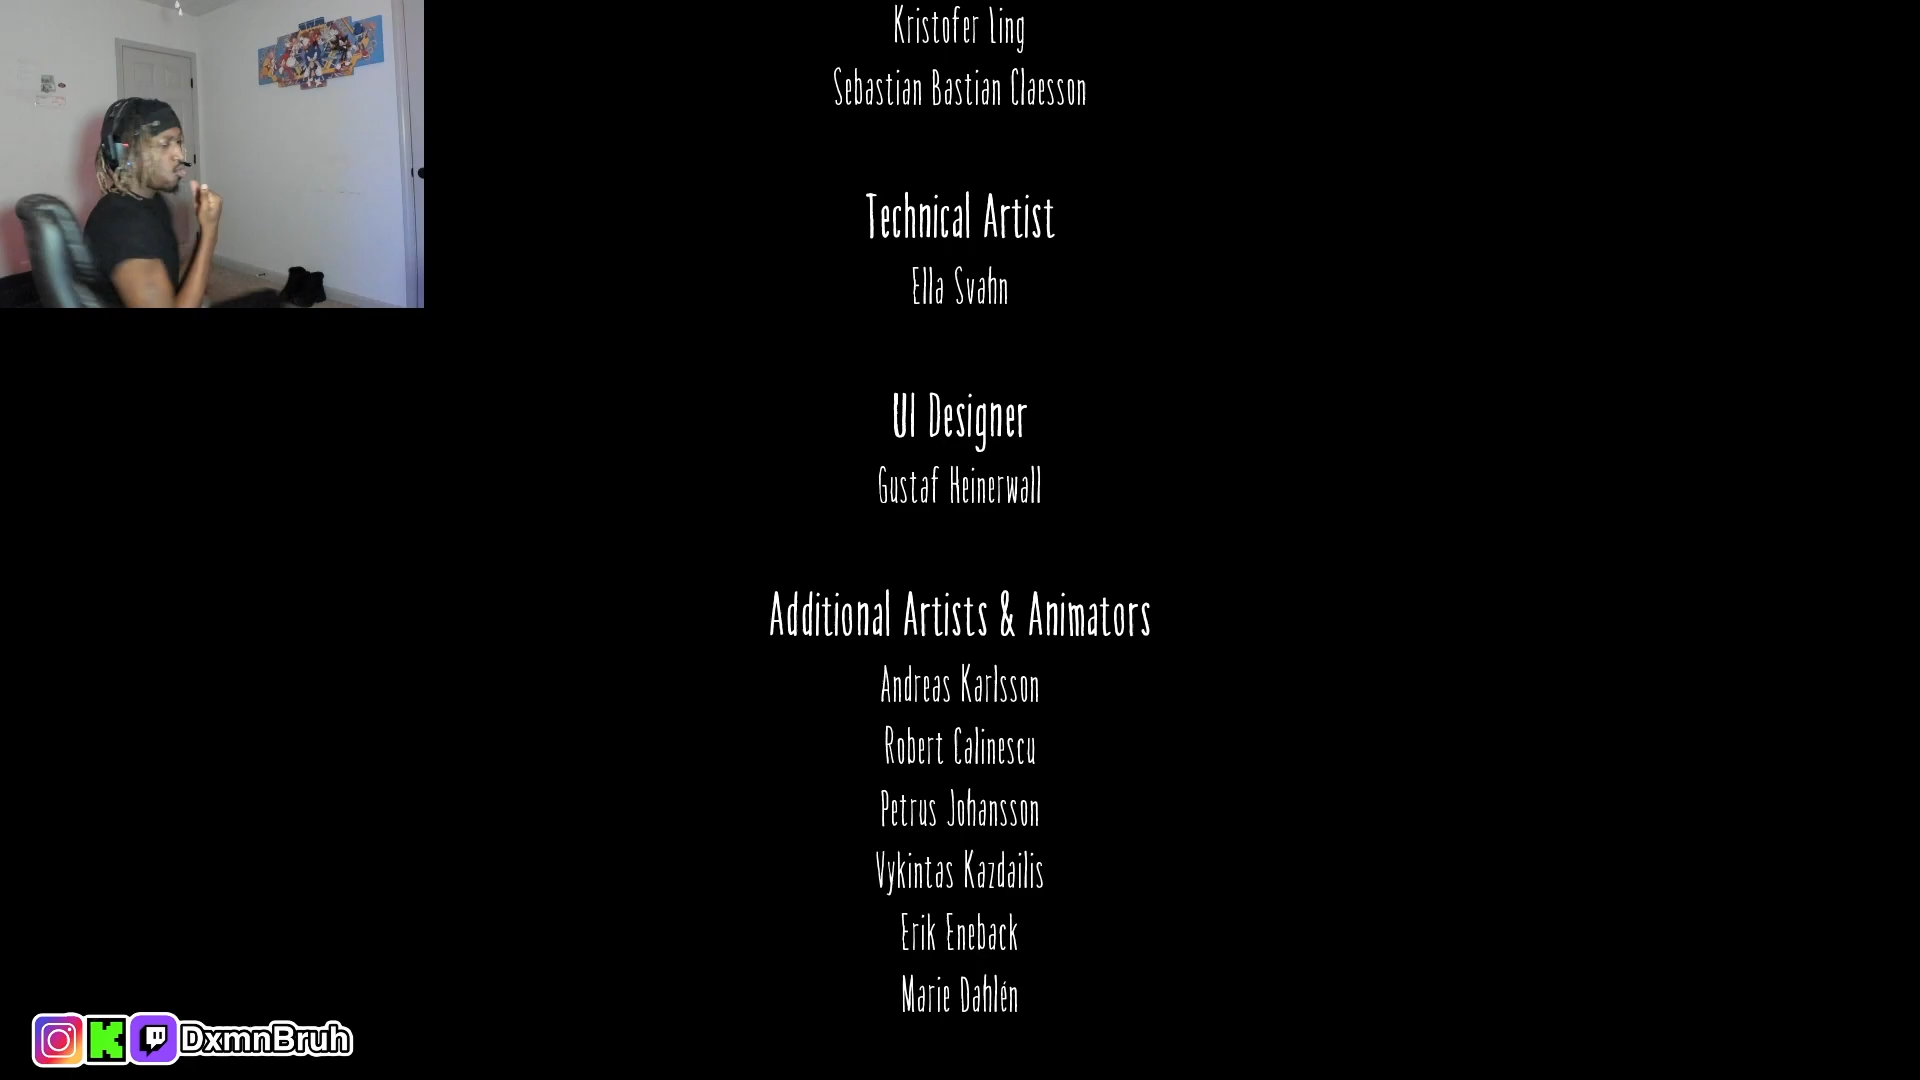 Kristofer Ling
Sebastian Bastian Claesson
Technical Artist
Ella Svahn
UI Designer
Gustaf Heinerwall
Additional Artists & Animators
Andreas Karlsson
Robert Calinescu
Petrus Johansson
Vykintas Kazdailis
Erik Eneback
Marie Dahlén
DxmnBruh